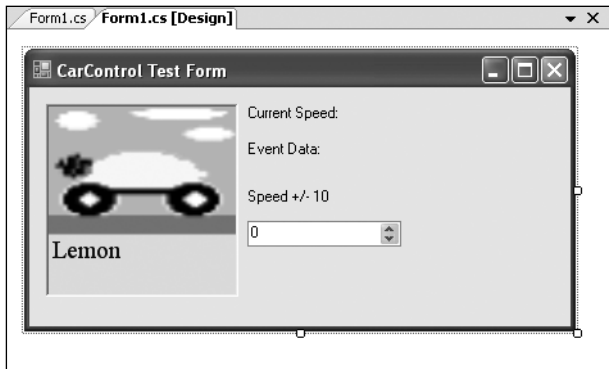 Form1.cs Form1.cs [Design]
CarControl Test Form
Current Speed:
Event Data:
Speed +/- 10
0
Lemon